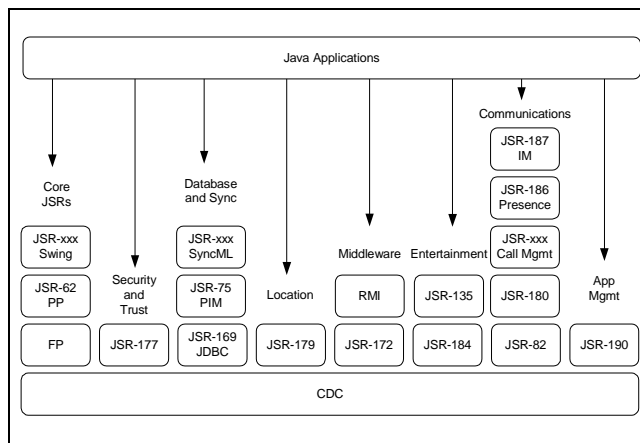 Java Applications
Core
JSRs
JSR-xxx
Swing
JSR-62
PP
FP
Security
and
Trust
JSR-177
Database
and Sync
JSR-xxx
SyncML
JSR-75
PIM
JSR-169
JDBC
Location
JSR-179
Middleware
RMI
JSR-172
Entertainment
JSR-135
JSR-184
Communications
JSR-187
IM
JSR-186
Presence
JSR-xxx
Call Mgmt
JSR-180
JSR-82
App
Mgmt
JSR-190
CDC